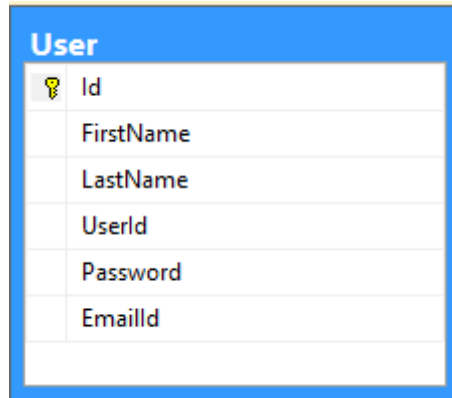 User
Id
FirstName
LastName
UserId
Password
EmailId